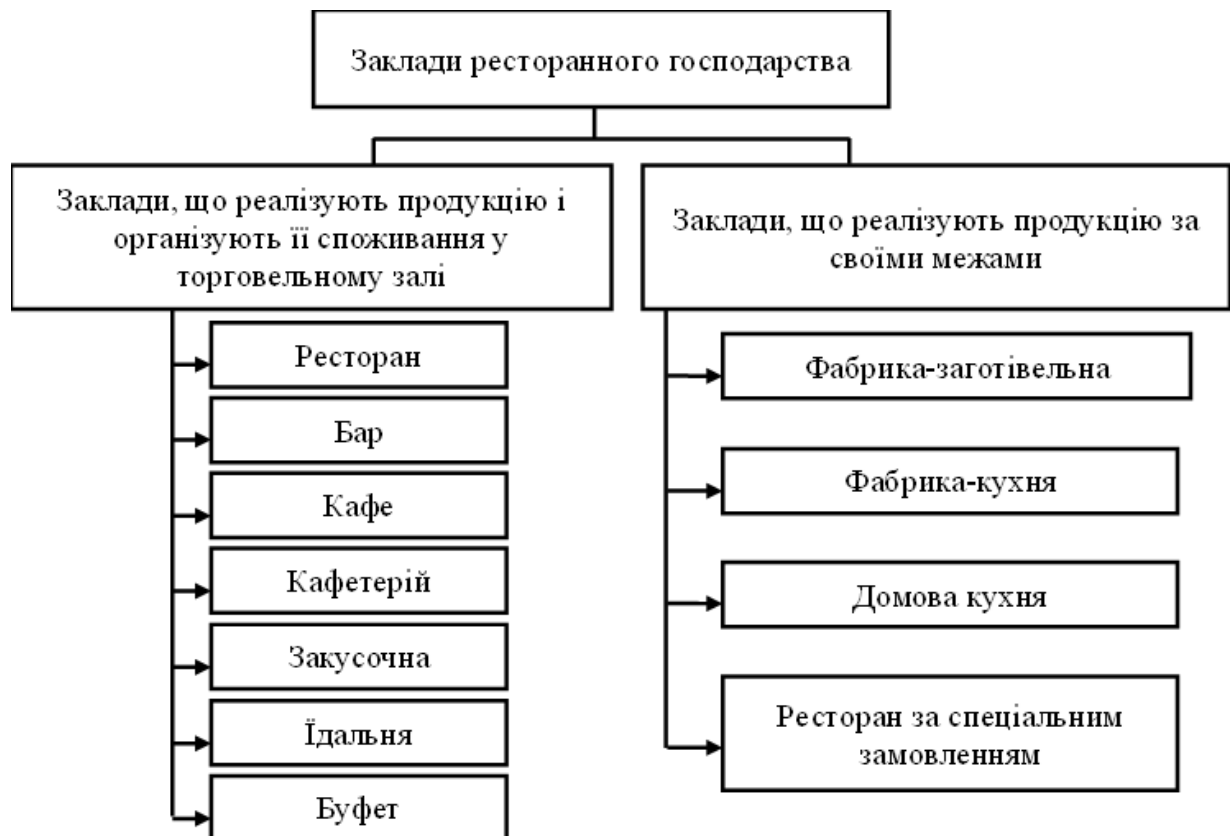 Заклади ресторанного господарства
Заклади, що реалізують продукцію і
організують її споживання у
торговельному залі
Ресторан
Бар
Кафе
Кафетерій
Закусочна
Їдальня
Буфет
Заклади, що реалізують продукцію за
своїми межами
Фабрика-заготівельна
Фабрика-кухня
Домова кухня
Ресторан за спеціальним
замовленням